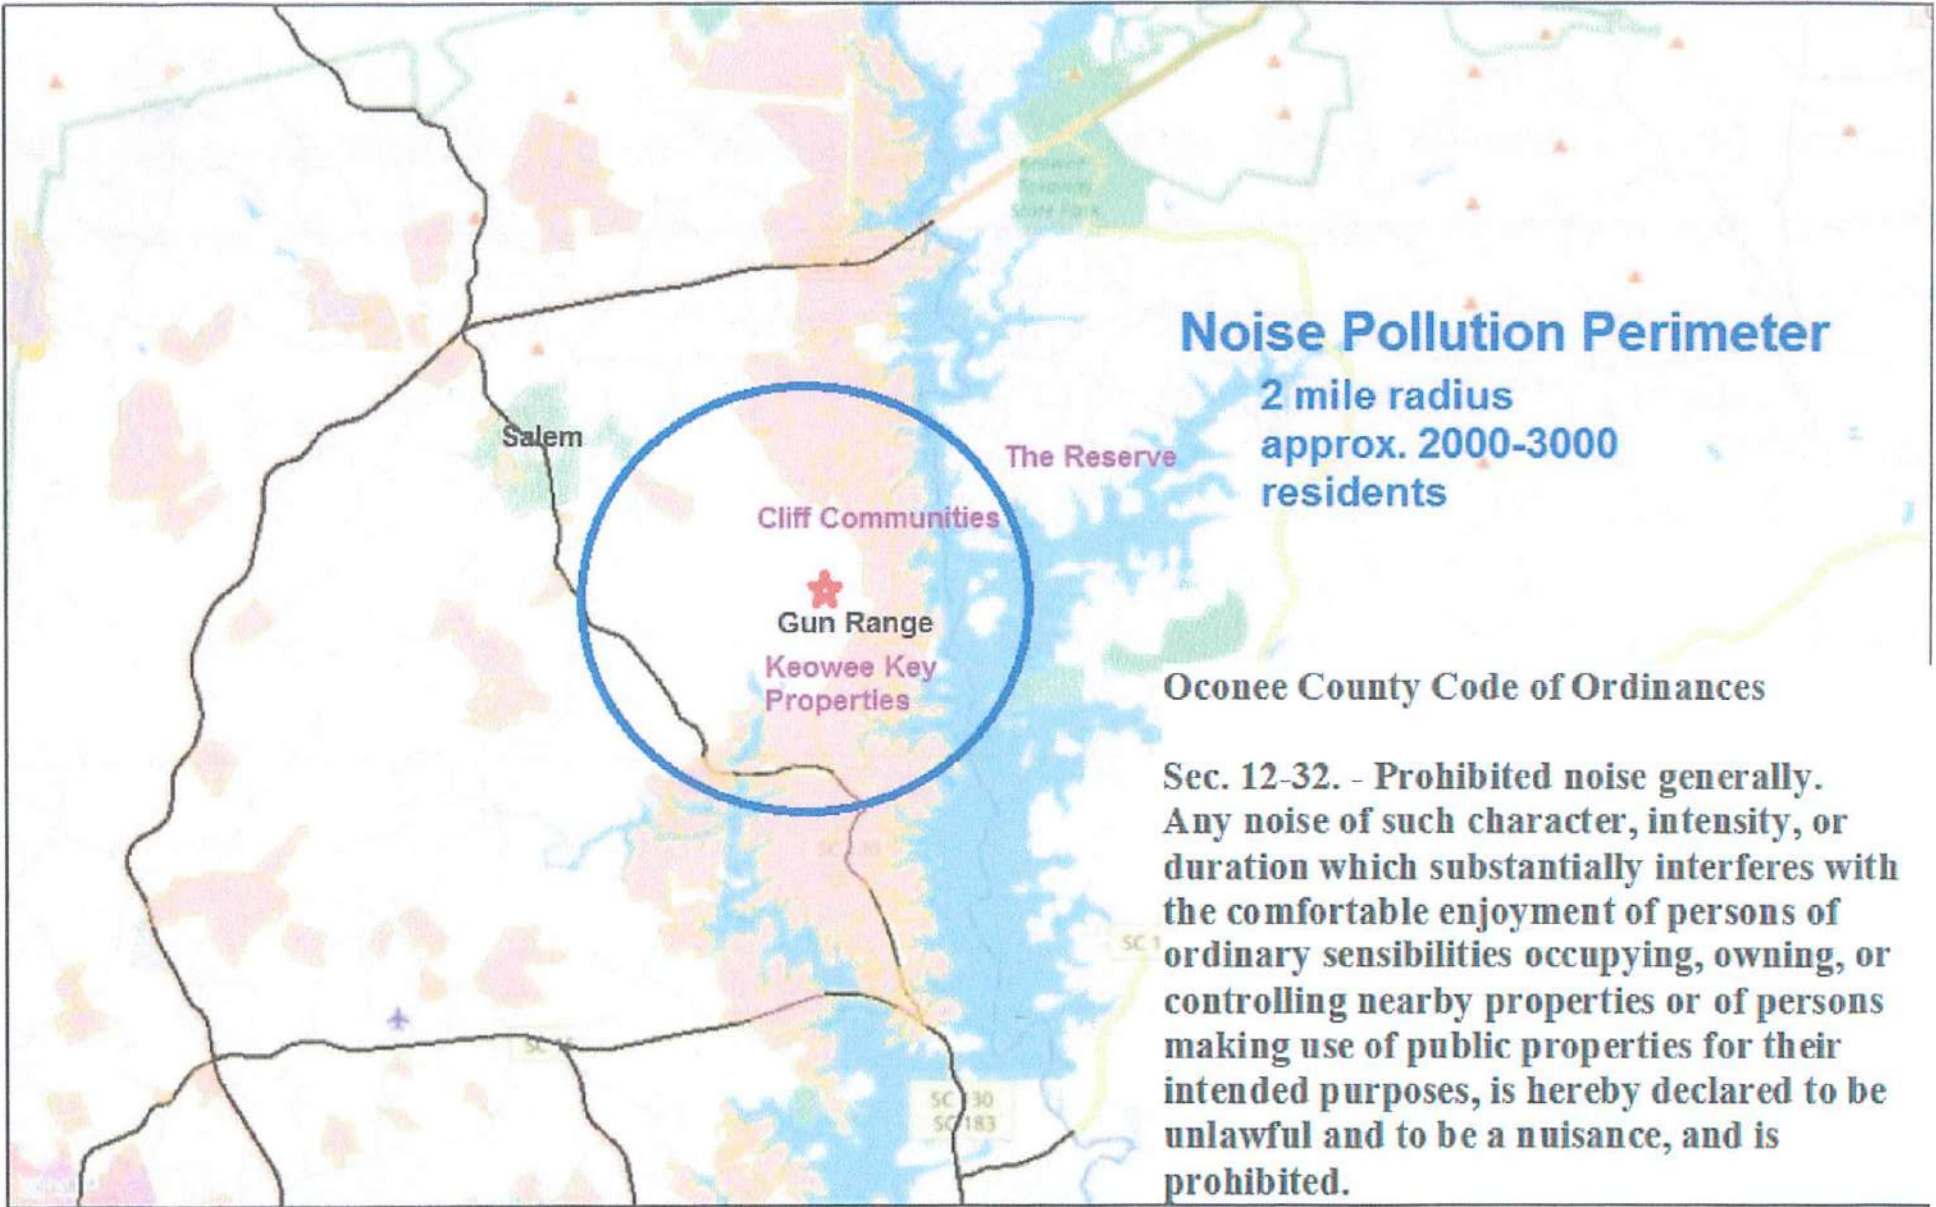 Noise Pollution Perimeter
2 mile radius
approx. 2000-3000
residents
Salem
The Reserve
Cliff Communities
Gun Range
Keowee Key
Properties
State Park
SC 130
SC 183
Oconee County Code of Ordinances
Sec. 12-32. - Prohibited noise generally.
Any noise of such character, intensity, or
duration which substantially interferes with
the comfortable enjoyment of persons of
ordinary sensibilities occupying, owning, or
controlling nearby properties or of persons
making use of public properties for their
intended purposes, is hereby declared to be
unlawful and to be a nuisance, and is
prohibited.
SC 1